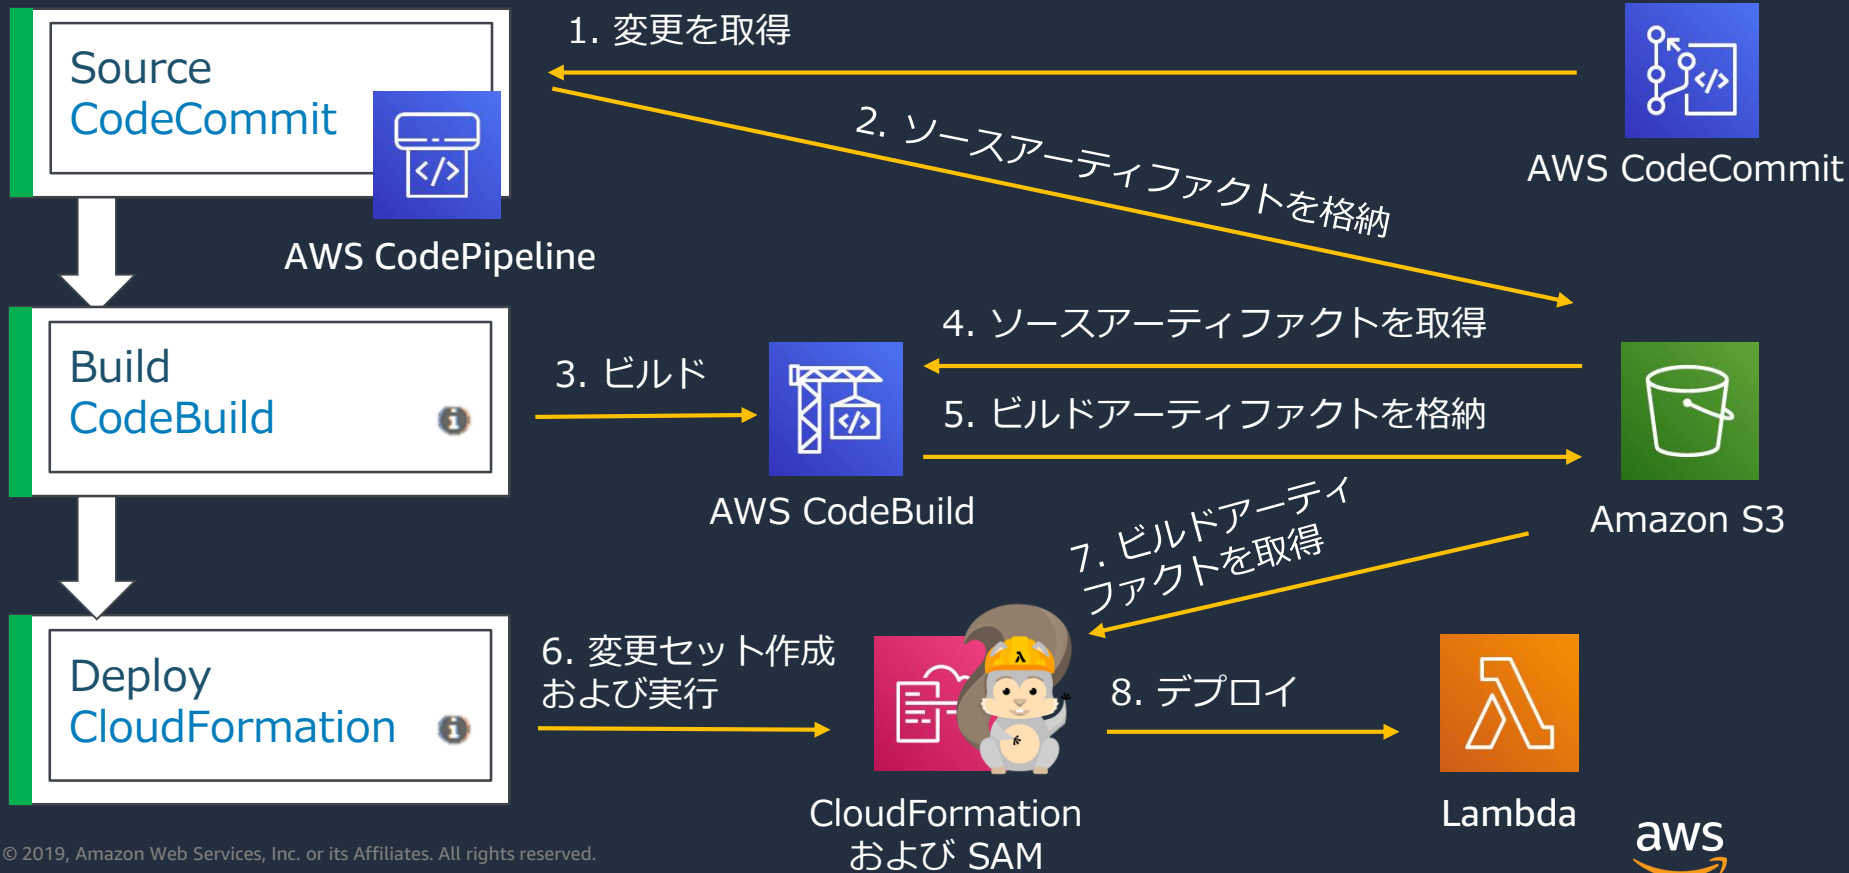 Source
CodeCommit
AWS CodePipeline
1. 変更を取得
AWS CodeCommit
2. ソースアーティファクトを格納
Build
CodeBuild
3. ビルド
AWS CodeBuild
4. ソースアーティファクトを取得
5. ビルドアーティファクトを格納
Amazon S3
7. ビルドアーティ
ファクトを取得
Deploy
CloudFormation
6. 変更セット作成
および実行
CloudFormation
および SAM
8. デプロイ
Lambda
© 2019, Amazon Web Services, Inc. or its Affiliates. All rights reserved.
aws